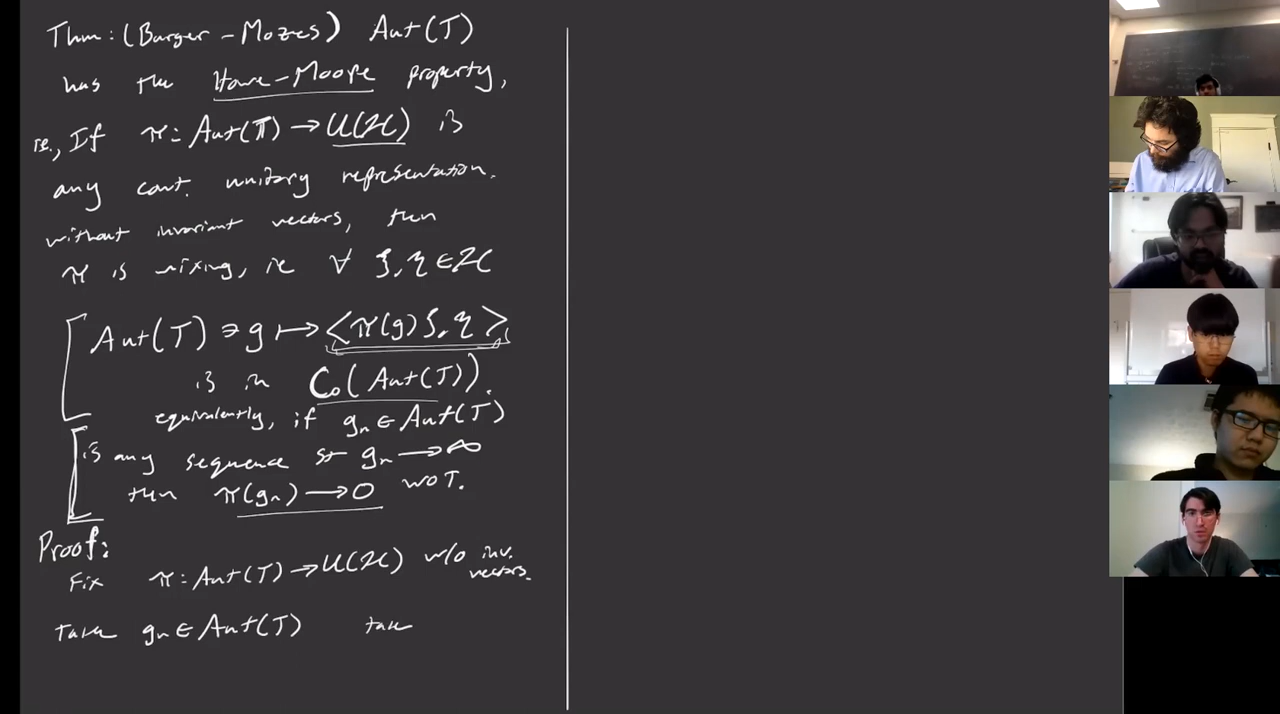 Thm: (Burger-Mozes) Aut(T)
has the Howe-Moore property,
ie., If π: Aut(T) → U(H) is
any cont. unitary representation.
without invariant vectors, then
π is mixing, ie ∀ ξ, η ∈ H
Aut(T) ∋ g ↦ <π(g)ξ, η>
is in C₀(Aut(T)).
equivalently, if gₙ ∈ Aut(T)
is any sequence st gₙ → ∞
then π(gₙ) → 0 WOT.
Proof:
Fix π: Aut(T) → U(H) w/o inv. vectors.
Take gₙ ∈ Aut(T) take